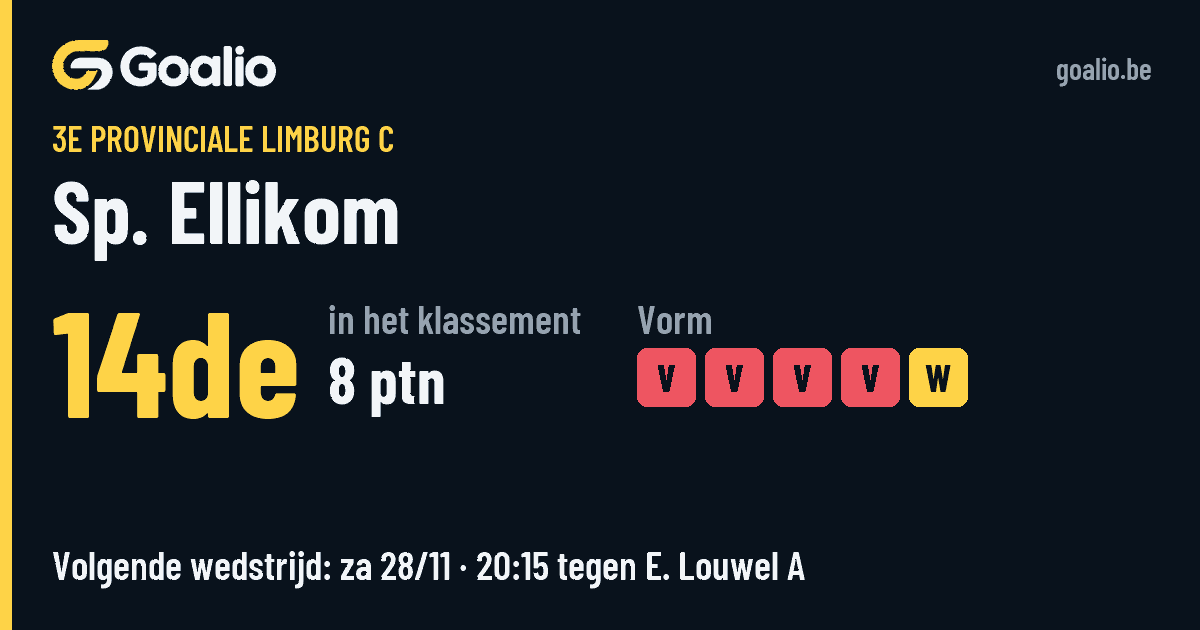 Goalio
goalio.be
3E PROVINCIALE LIMBURG C
Sp. Ellikom
14de
in het klassement
8 ptn
Vorm
V V V V W
Volgende wedstrijd: za 28/11 · 20:15 tegen E. Louwel A